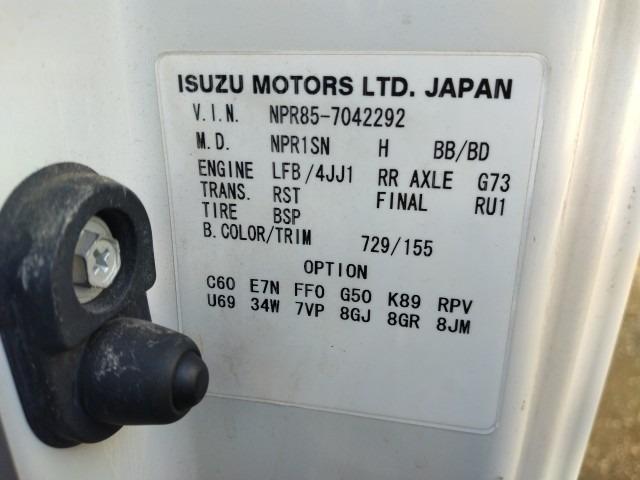 ISUZU MOTORS LTD. JAPAN
V.I.N. NPR85-7042292
M.D. NPR1SN H BB/BD
ENGINE LFB/4JJ1 RR AXLE G73
TRANS. RST FINAL RU1
TIRE BSP
B.COLOR/TRIM 729/155
OPTION
C60 E7N FF0 G50 K89 RPV
U69 34W 7VP 8GJ 8GR 8JM